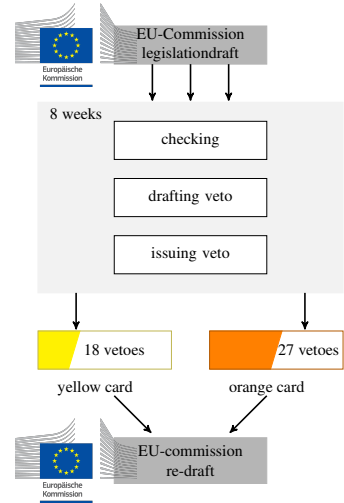 EU-Commission
legislationdraft
Europäische
Kommission
8 weeks
checking
drafting veto
issuing veto
18 vetoes
27 vetoes
yellow card
orange card
EU-commission
re-draft
Europäische
Kommission